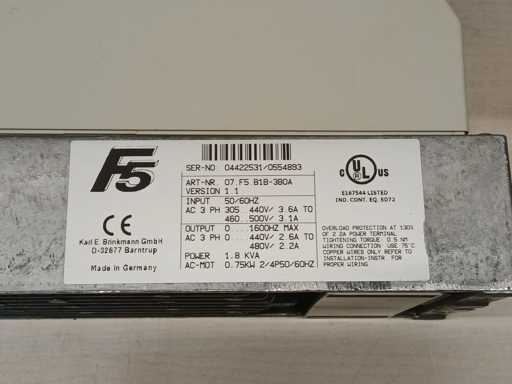 F5
SER-NO. 04422531/0554893
ART-NR. 07.F5.B1B-3B0A
VERSION 1.1
INPUT 50/60HZ
AC 3 PH 305...440V/ 3.6A TO
460...500V/ 3.1A
OUTPUT 0...1600HZ MAX
AC 3 PH 0...440V/ 2.6A TO
480V/ 2.2A
POWER 1.8 KVA
AC-MOT 0.75KW 2/4P50/60HZ
CE
Karl E. Brinkmann GmbH
D-32677 Barntrup
Made in Germany
C UL US
E167544 LISTED
IND. CONT. EQ. 5D72
OVERLOAD PROTECTION AT 130%
OF 2.2A POWER TERMINAL
TIGHTENING TORQUE 0.5 NM
WIRING CONNECTION: USE 75°C
COPPER WIRES ONLY. REFER TO
INSTALLATION-INSTR. FOR
PROPER WIRING